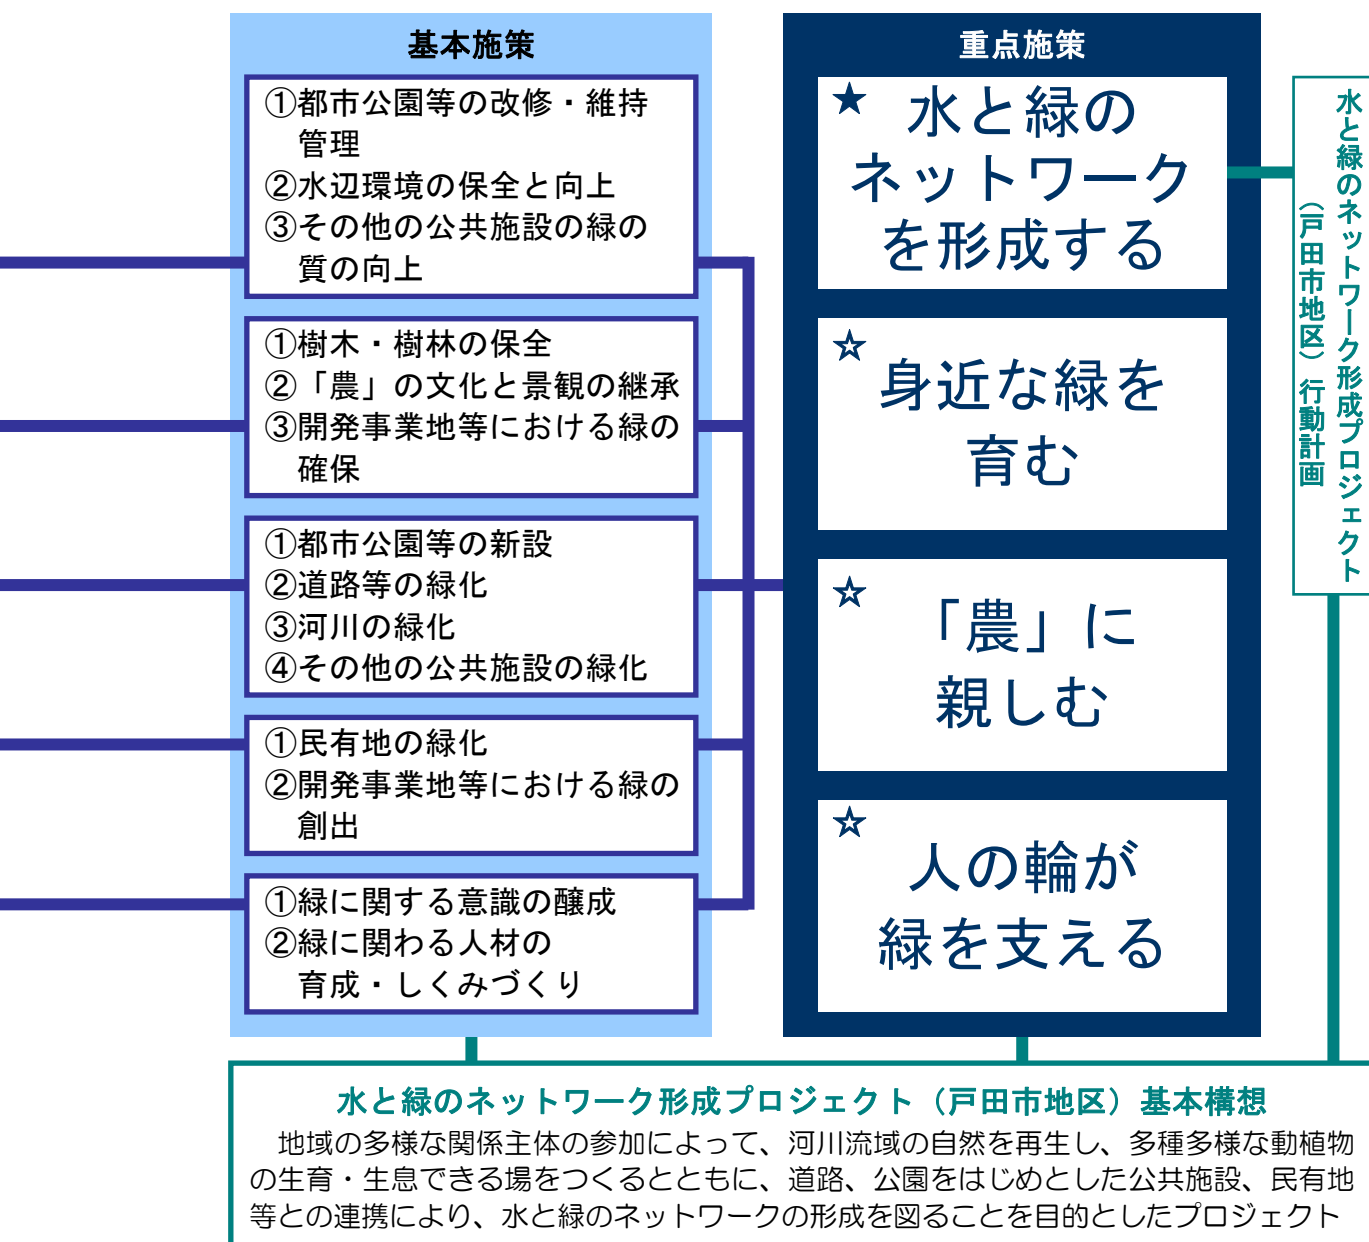 基本施策
①都市公園等の改修・維持
管理
②水辺環境の保全と向上
③その他の公共施設の緑の
質の向上
①樹木・樹林の保全
②「農」の文化と景観の継承
③開発事業地等における緑の
確保
①都市公園等の新設
②道路等の緑化
③河川の緑化
④その他の公共施設の緑化
①民有地の緑化
②開発事業地等における緑の
創出
①緑に関する意識の醸成
②緑に関わる人材の
育成・しくみづくり
重点施策
★ 水と緑の
ネットワーク
を形成する
☆ 身近な緑を
育む
☆ 「農」に
親しむ
☆ 人の輪が
緑を支える
水と緑のネットワーク形成プロジェクト
（戸田市地区）行動計画
水と緑のネットワーク形成プロジェクト（戸田市地区）基本構想
地域の多様な関係主体の参加によって、河川流域の自然を再生し、多種多様な動植物
の生育・生息できる場をつくるとともに、道路、公園をはじめとした公共施設、民有地
等との連携により、水と緑のネットワークの形成を図ることを目的としたプロジェクト